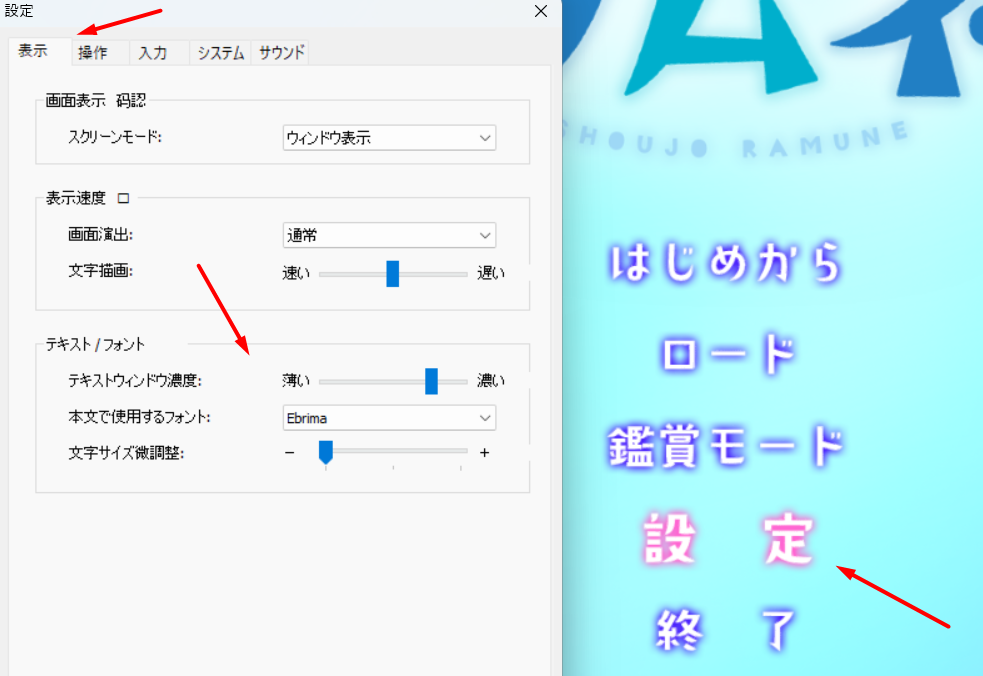 設定
表示 操作 入力 システム サウンド
画面表示 码認
スクリーンモード: ウィンドウ表示
表示速度 ロ
画面演出: 通常
文字描画: 速い 遅い
テキスト / フォント
テキストウィンドウ濃度: 薄い 濃い
本文で使用するフォント: Ebrima
文字サイズ微調整: − +
SHOUJO RAMUNE
はじめから
ロード
鑑賞モード
設 定
終 了